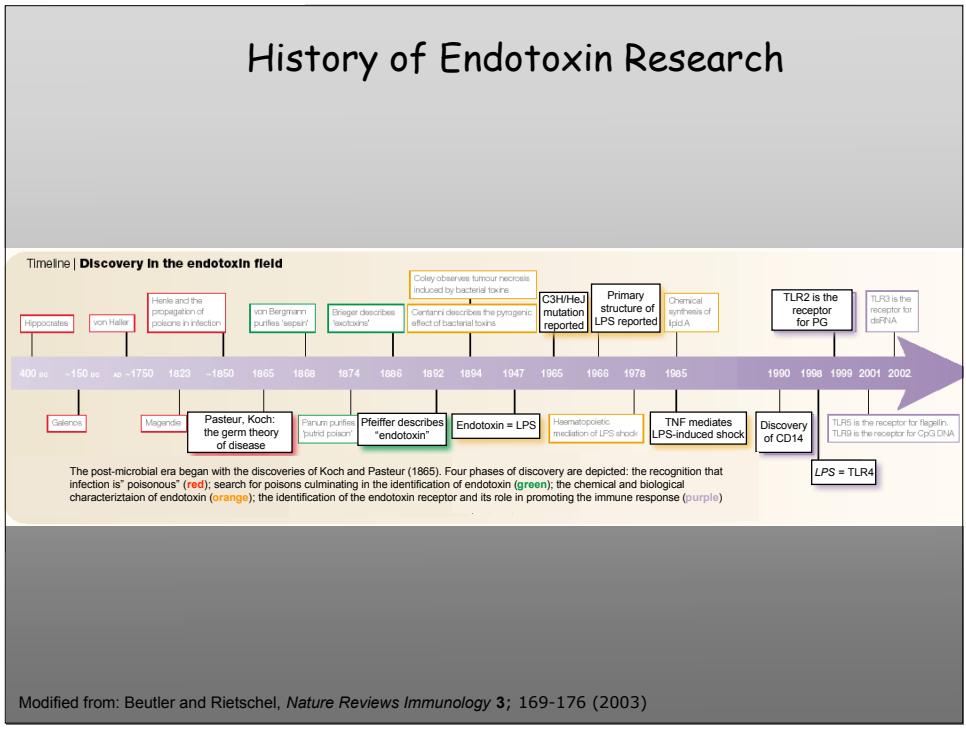 History of Endotoxin Research
Timeline | Discovery in the endotoxin field
Coley observes tumour necrosis
induced by bacterial toxins
Hippocrates
von Haller
Henle and the
propagation of
poisons in infection
von Bergmann
purifies 'sepsin'
Brieger describes
'exotoxins'
Centanni describes the pyrogenic
effect of bacterial toxins
C3H/HeJ
mutation
reported
Primary
structure of
LPS reported
Chemical
synthesis of
lipid A
TLR2 is the
receptor
for PG
TLR3 is the
receptor for
dsRNA
400 BC ~150 BC AD ~1750 1823 ~1850 1865 1868 1874 1886 1892 1894 1947 1965 1966 1978 1985 1990 1998 1999 2001 2002
Galenos
Magendie
Pasteur, Koch:
the germ theory
of disease
Panum purifies
'putrid poison'
Pfeiffer describes
"endotoxin"
Endotoxin = LPS
Haematopoietic
mediation of LPS shock
TNF mediates
LPS-induced shock
Discovery
of CD14
LPS = TLR4
TLR5 is the receptor for flagellin.
TLR9 is the receptor for CpG DNA
The post-microbial era began with the discoveries of Koch and Pasteur (1865). Four phases of discovery are depicted: the recognition that
infection is" poisonous" (red); search for poisons culminating in the identification of endotoxin (green); the chemical and biological
characteriztaion of endotoxin (orange); the identification of the endotoxin receptor and its role in promoting the immune response (purple)
Modified from: Beutler and Rietschel, Nature Reviews Immunology 3; 169-176 (2003)